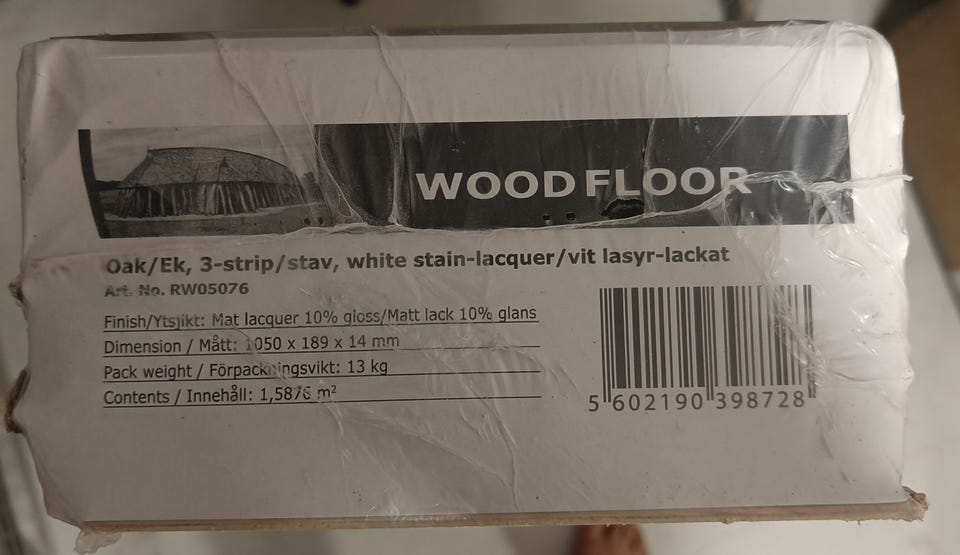 WOOD FLOOR
Oak/Ek, 3-strip/stav, white stain-lacquer/vit lasyr-lackat
Art. No. RW05076
Finish/Ytsjikt: Mat lacquer 10% gloss/Matt lack 10% glans
Dimension / Mått: 1050 x 189 x 14 mm
Pack weight / Förpackningsvikt: 13 kg
Contents / Innehåll: 1,5876 m²
5 602190 398728